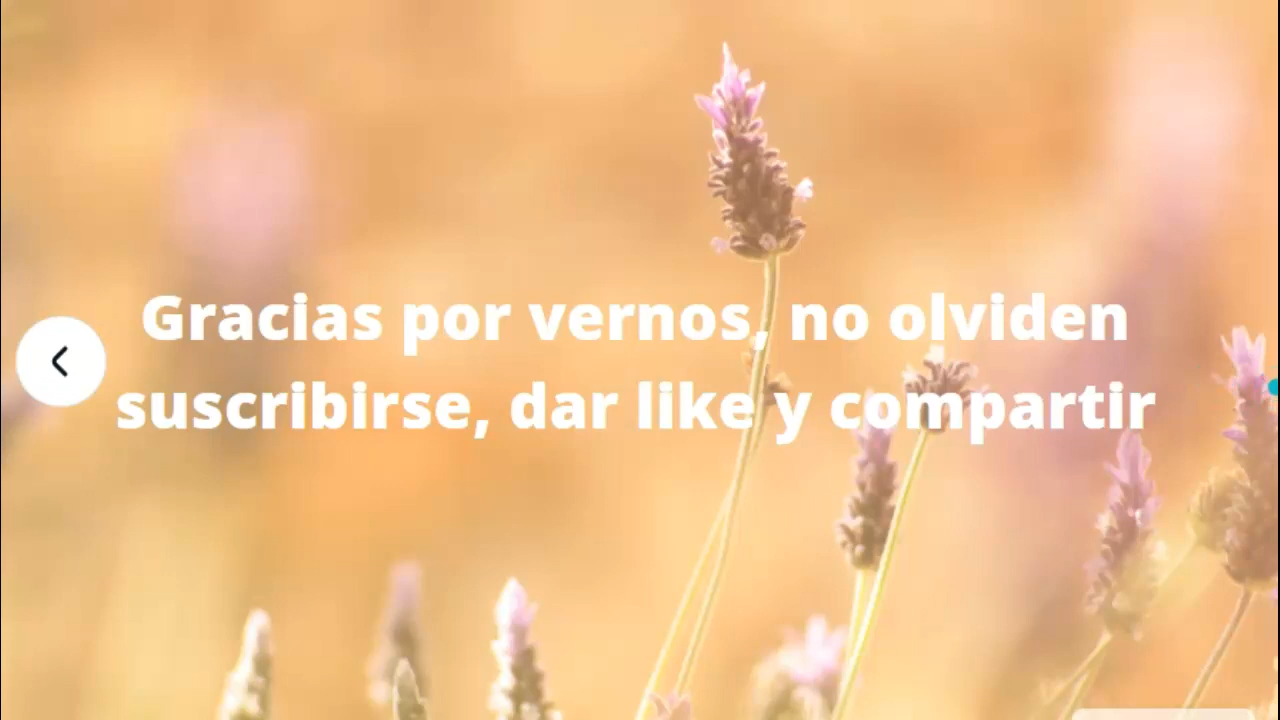 Gracias por vernos, no olviden
suscribirse, dar like y compartir